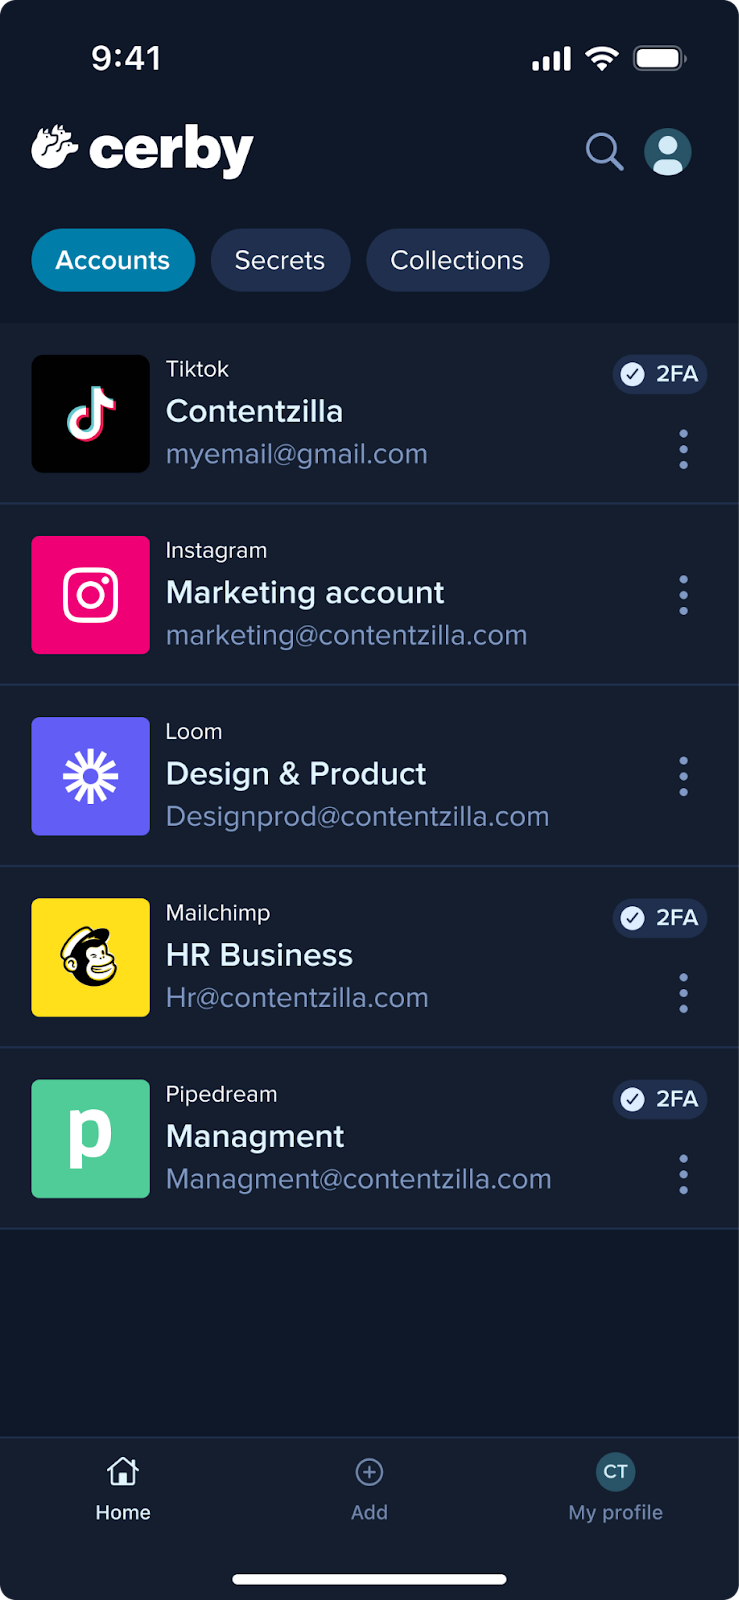 9:41
cerby
Accounts Secrets Collections
Tiktok
2FA
Contentzilla
myemail@gmail.com
Instagram
Marketing account
marketing@contentzilla.com
Loom
Design & Product
Designprod@contentzilla.com
Mailchimp
2FA
HR Business
Hr@contentzilla.com
Pipedream
2FA
p
Managment
Managment@contentzilla.com
CT
Home Add My profile